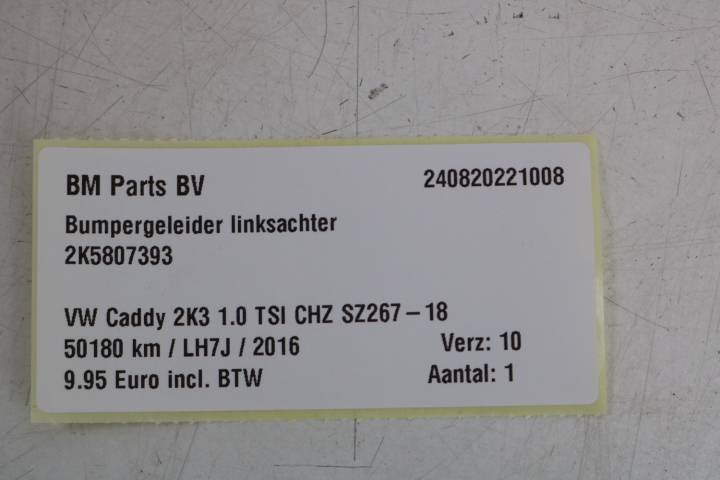 BM Parts BV 240820221008
Bumpergeleider linksachter
2K5807393
VW Caddy 2K3 1.0 TSI CHZ SZ267 – 18
50180 km / LH7J / 2016 Verz: 10
9.95 Euro incl. BTW Aantal: 1